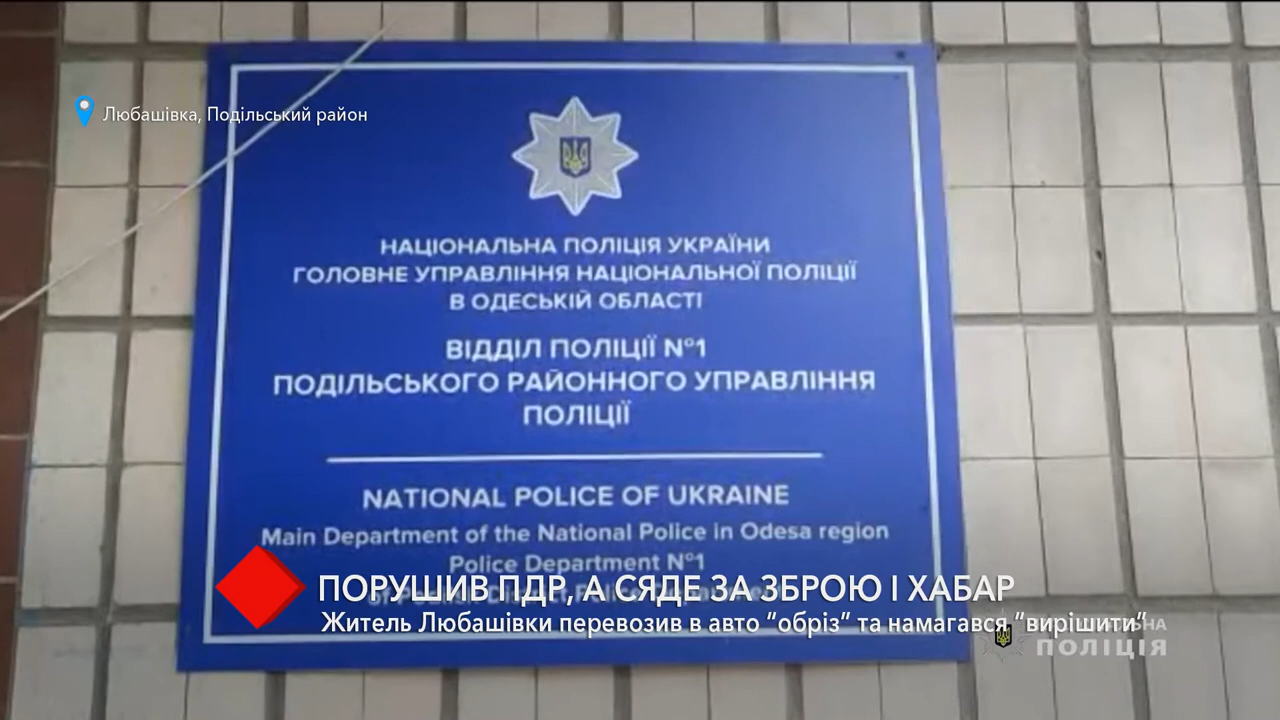 Любашівка, Подільський район
НАЦІОНАЛЬНА ПОЛІЦІЯ УКРАЇНИ
ГОЛОВНЕ УПРАВЛІННЯ НАЦІОНАЛЬНОЇ ПОЛІЦІЇ
В ОДЕСЬКІЙ ОБЛАСТІ
ВІДДІЛ ПОЛІЦІЇ №1
ПОДІЛЬСЬКОГО РАЙОННОГО УПРАВЛІННЯ
ПОЛІЦІЇ
NATIONAL POLICE OF UKRAINE
Main Department of the National Police in Odesa region
Police Department №1
ПОРУШИВ ПДР, А СЯДЕ ЗА ЗБРОЮ І ХАБАР
Житель Любашівки перевозив в авто “обріз” та намагався “вирішити”
ПОЛІЦІЯ